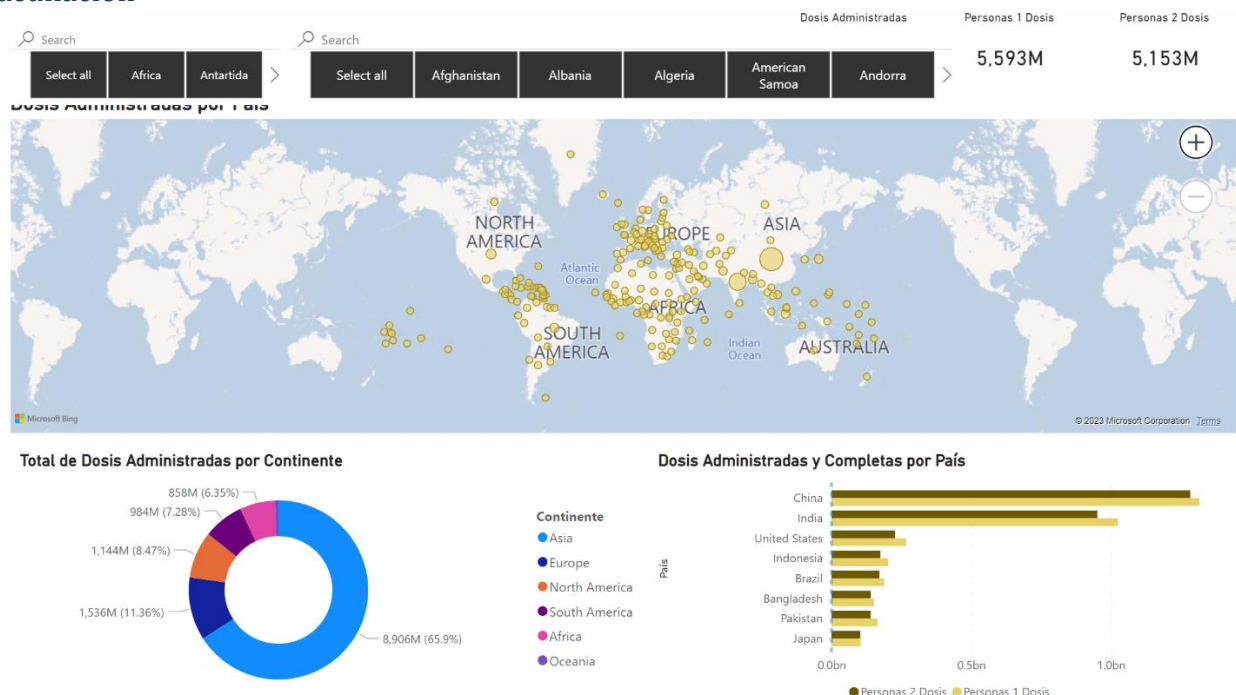 Dosis Administradas
Personas 1 Dosis
Personas 2 Dosis
5,593M
5,153M
Search
Select all
Africa
Antartida
Search
Select all
Afghanistan
Albania
Algeria
American
Samoa
Andorra
Dosis Administradas por País
NORTH
AMERICA
EUROPE
ASIA
Atlantic
Ocean
AFRICA
SOUTH
AMERICA
Indian
Ocean
AUSTRALIA
Microsoft Bing
© 2023 Microsoft Corporation Terms
Total de Dosis Administradas por Continente
858M (6.35%)
984M (7.28%)
1,144M (8.47%)
1,536M (11.36%)
8,906M (65.9%)
Continente
Asia
Europe
North America
South America
Africa
Oceania
Dosis Administradas y Completas por País
País
China
India
United States
Indonesia
Brazil
Bangladesh
Pakistan
Japan
0.0bn
0.5bn
1.0bn
Personas 2 Dosis
Personas 1 Dosis